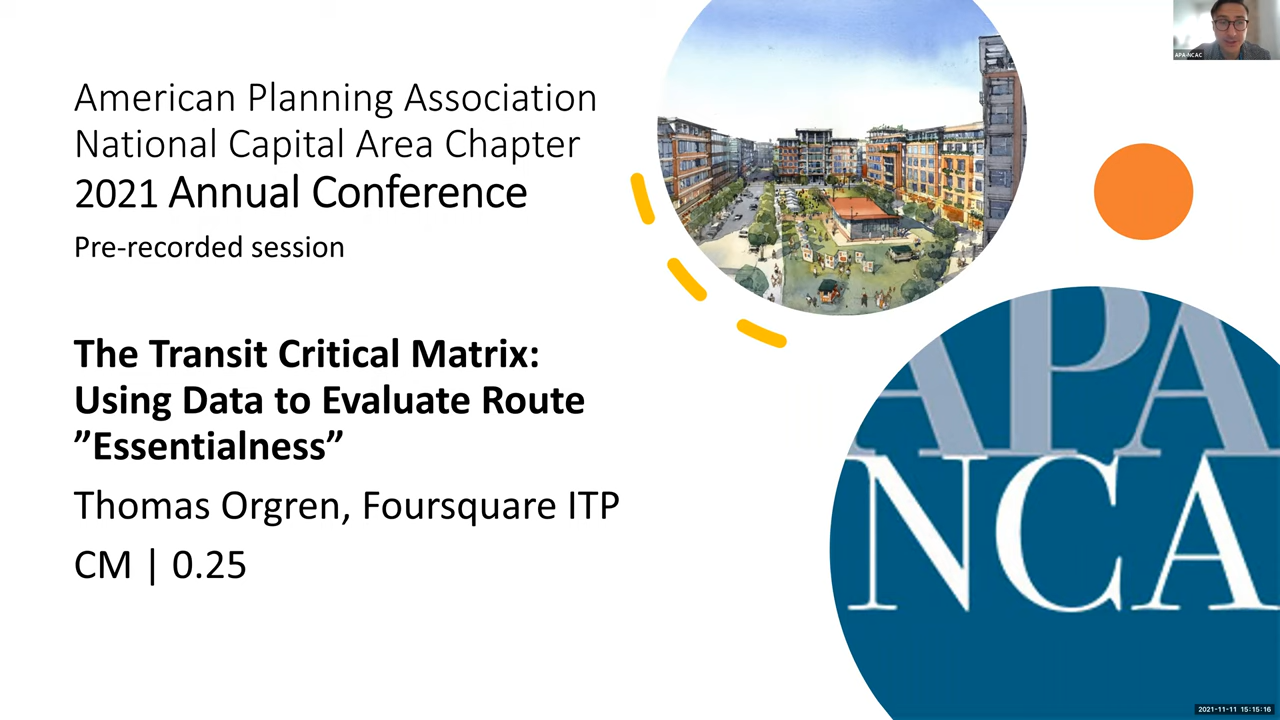 American Planning Association
National Capital Area Chapter
2021 Annual Conference
Pre-recorded session
The Transit Critical Matrix:
Using Data to Evaluate Route
”Essentialness”
Thomas Orgren, Foursquare ITP
CM | 0.25
APA-NCAC
APA
NCA
2021-11-11 15:15:16